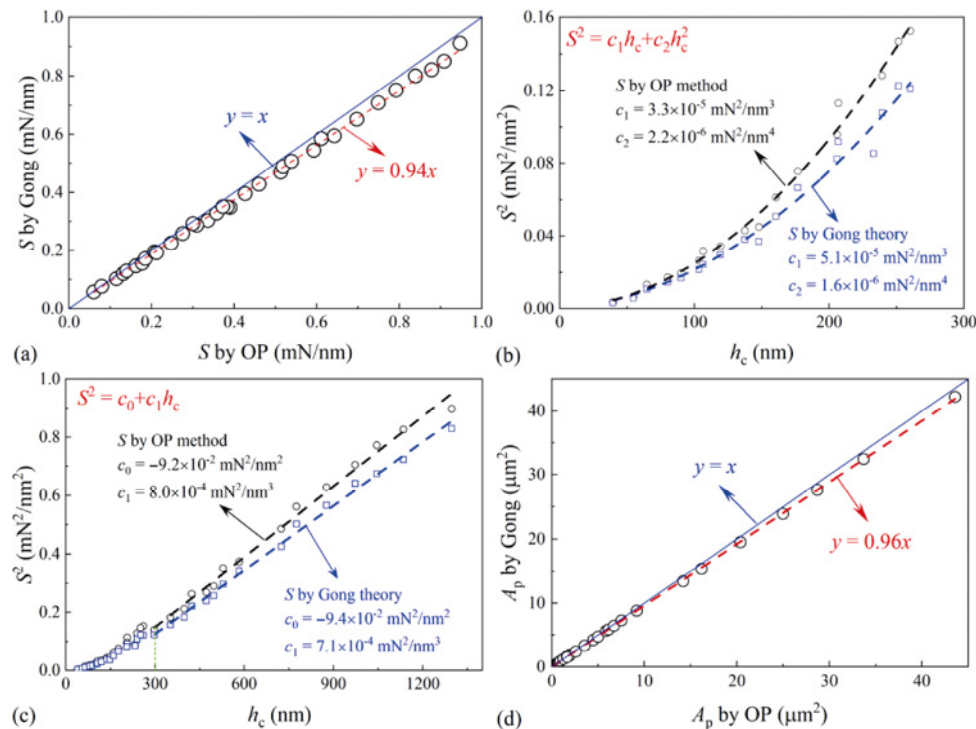 1.0
0.8
0.6
0.4
0.2
0.0
S by Gong (mN/nm)
y = x
y = 0.94x
0.0 0.2 0.4 0.6 0.8 1.0
(a)
S by OP (mN/nm)
0.16
0.12
0.08
0.04
0.00
S² (mN²/nm²)
S² = c₁hc+c₂hc²
S by OP method
c₁ = 3.3×10⁻⁵ mN²/nm³
c₂ = 2.2×10⁻⁶ mN²/nm⁴
S by Gong theory
c₁ = 5.1×10⁻⁵ mN²/nm³
c₂ = 1.6×10⁻⁶ mN²/nm⁴
0 100 200 300
(b)
hc (nm)
1.0
0.8
0.6
0.4
0.2
0.0
S² (mN²/nm²)
S² = c₀+c₁hc
S by OP method
c₀ = −9.2×10⁻² mN²/nm²
c₁ = 8.0×10⁻⁴ mN²/nm³
S by Gong theory
c₀ = −9.4×10⁻² mN²/nm²
c₁ = 7.1×10⁻⁴ mN²/nm³
0 300 600 900 1200
(c)
hc (nm)
40
30
20
10
0
Ap by Gong (μm²)
y = x
y = 0.96x
0 10 20 30 40
(d)
Ap by OP (μm²)